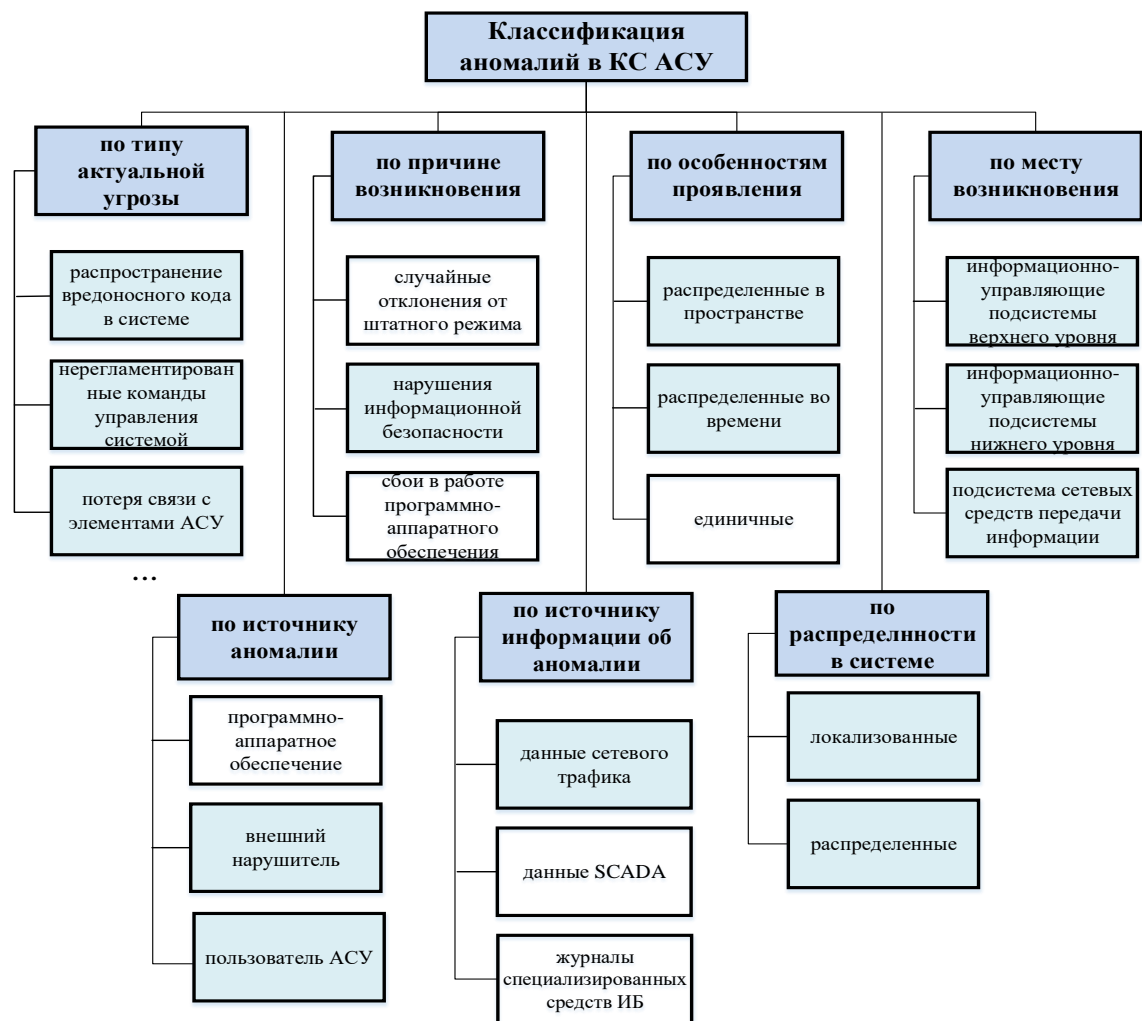 Классификация
аномалий в КС АСУ
по типу
актуальной
угрозы
распространение
вредоносного кода
в системе
нерегламентирован
ные команды
управления
системой
потеря связи с
элементами АСУ
...
по причине
возникновения
случайные
отклонения от
штатного режима
нарушения
информационной
безопасности
сбои в работе
программно-
аппаратного
обеспечения
по особенностям
проявления
распределенные в
пространстве
распределенные во
времени
единичные
по месту
возникновения
информационно-
управляющие
подсистемы
верхнего уровня
информационно-
управляющие
подсистемы
нижнего уровня
подсистема сетевых
средств передачи
информации
по источнику
аномалии
программно-
аппаратное
обеспечение
внешний
нарушитель
пользователь АСУ
по источнику
информации об
аномалии
данные сетевого
трафика
данные SCADA
журналы
специализированных
средств ИБ
по
распределнности
в системе
локализованные
распределенные